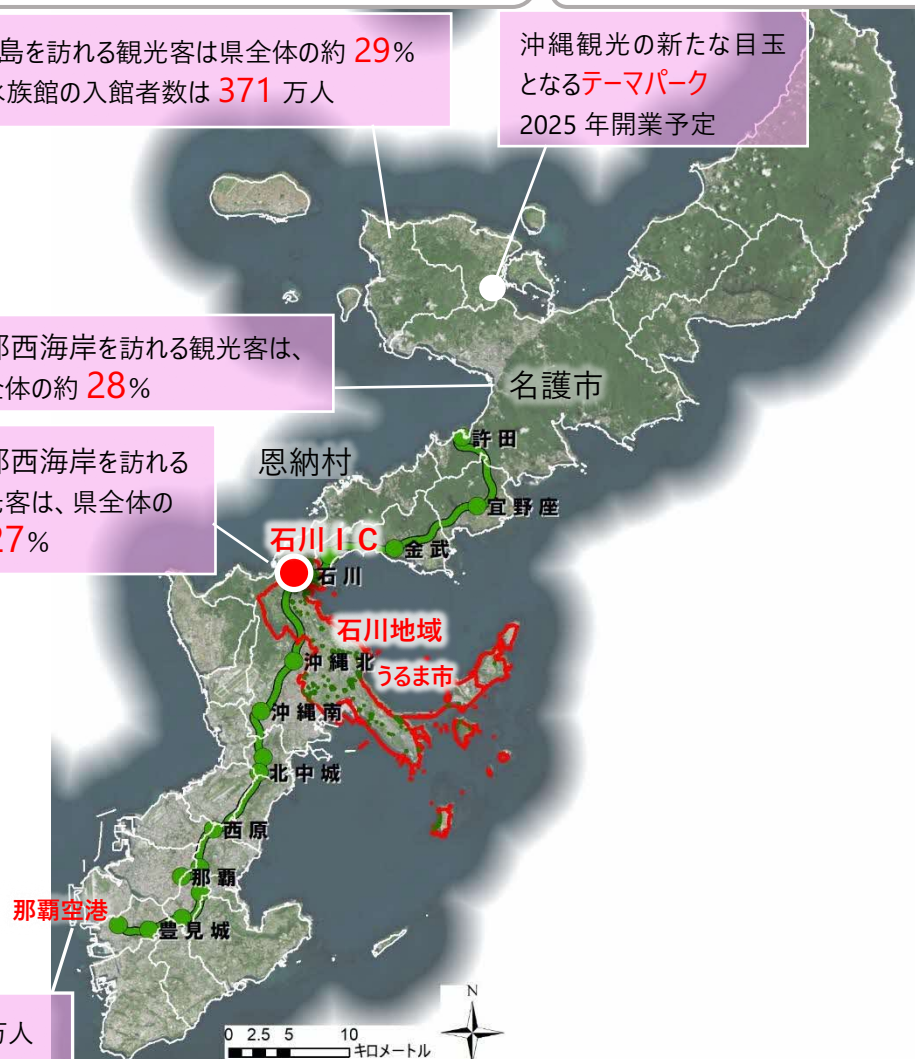 島を訪れる観光客は県全体の約 29%
水族館の入館者数は 371 万人
沖縄観光の新たな目玉
となるテーマパーク
2025 年開業予定
部西海岸を訪れる観光客は、
全体の約 28%
名護市
許田
部西海岸を訪れる
光客は、県全体の
27%
恩納村
宜野座
石川IC
金武
石川
石川地域
沖縄北
うるま市
沖縄南
北中城
西原
那覇
那覇空港
豊見城
万人
N
0 2.5 5 10
キロメートル